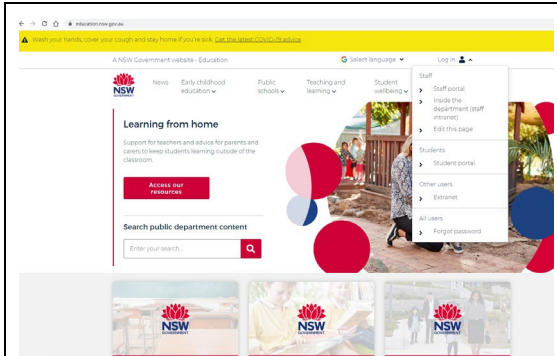 education.nsw.gov.au
Wash your hands, cover your cough and stay home if you're sick. Get the latest COVID-19 advice.
A NSW Government website - Education
Select language
Log in
NSW
GOVERNMENT
News
Early childhood
education
Public
schools
Teaching and
learning
Student
wellbeing
Staff
Staff portal
Inside the
department (staff
intranet)
Edit this page
Students
Student portal
Other users
Extranet
All users
Forgot password
Learning from home
Support for teachers and advice for parents and
carers to keep students learning outside of the
classroom.
Access our
resources
Search public department content
Enter your search...
NSW
GOVERNMENT
NSW
GOVERNMENT
NSW
GOVERNMENT